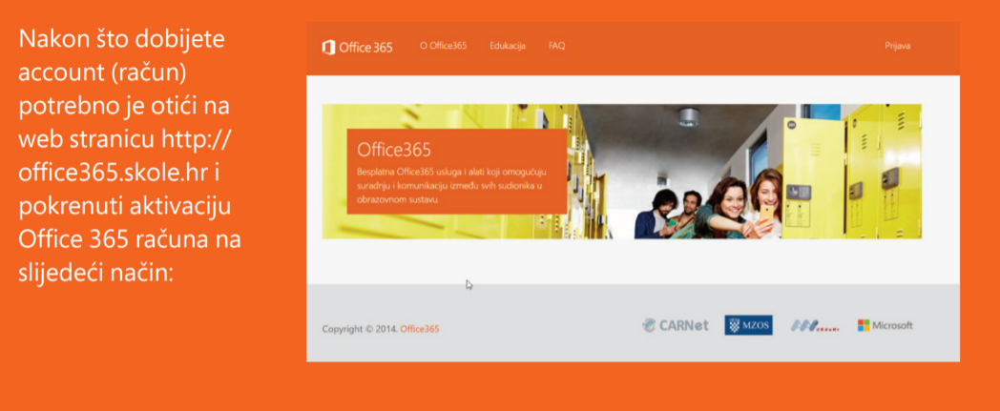 Nakon što dobijete
account (račun)
potrebno je otići na
web stranicu http://
office365.skole.hr i
pokrenuti aktivaciju
Office 365 računa na
slijedeći način:
Office 365
O Office365
Edukacija
FAQ
Prijava
Office365
Besplatna Office365 usluga i alati koji omogućuju
suradnju i komunikaciju između svih sudionika u
obrazovnom sustavu.
Copyright © 2014. Office365
CARNet
MZOS
Microsoft